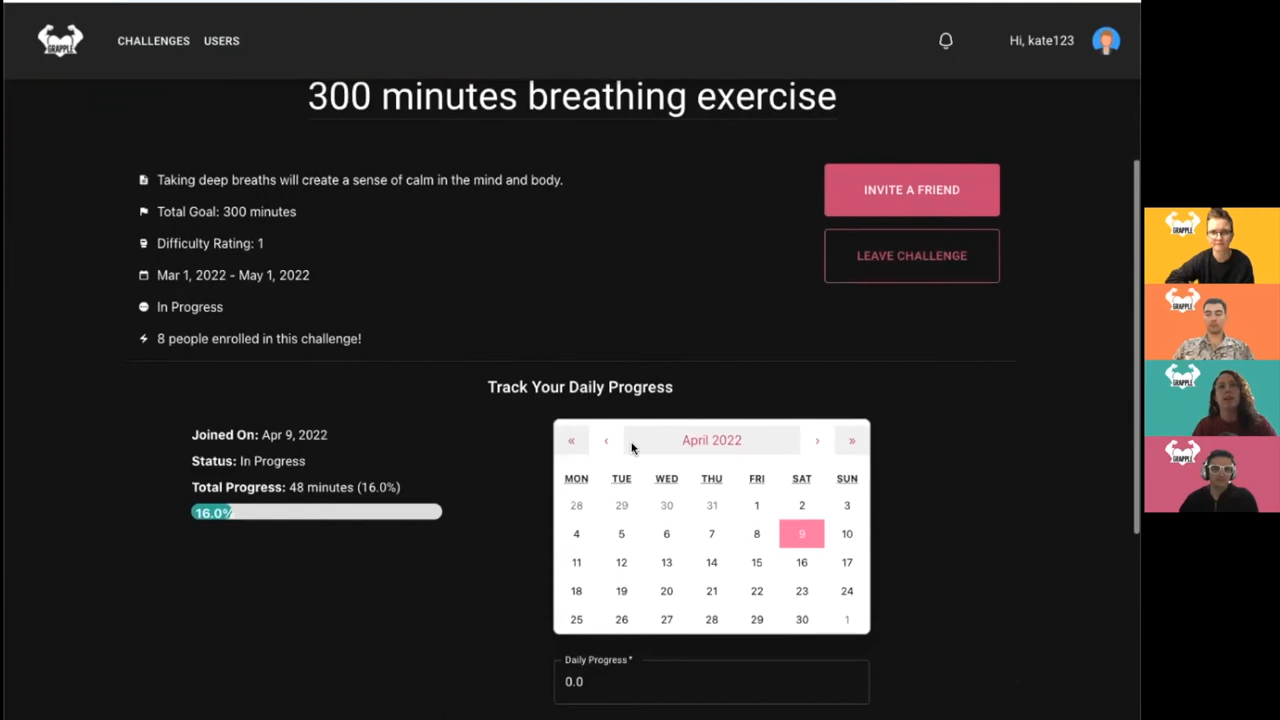 GRAPPLE
CHALLENGES USERS
Hi, kate123
300 minutes breathing exercise
Taking deep breaths will create a sense of calm in the mind and body.
Total Goal: 300 minutes
Difficulty Rating: 1
Mar 1, 2022 - May 1, 2022
In Progress
8 people enrolled in this challenge!
INVITE A FRIEND
LEAVE CHALLENGE
Track Your Daily Progress
Joined On: Apr 9, 2022
Status: In Progress
Total Progress: 48 minutes (16.0%)
16.0%
« ‹ April 2022 › »
MON TUE WED THU FRI SAT SUN
28 29 30 31 1 2 3
4 5 6 7 8 9 10
11 12 13 14 15 16 17
18 19 20 21 22 23 24
25 26 27 28 29 30 1
Daily Progress *
0.0
GRAPPLE
GRAPPLE
GRAPPLE
GRAPPLE